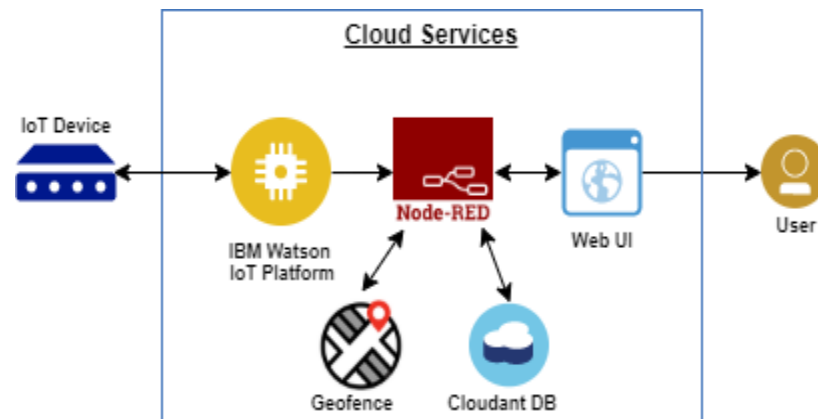 Cloud Services
IoT Device
Node-RED
IBM Watson
IoT Platform
Web UI
User
Geofence
Cloudant DB